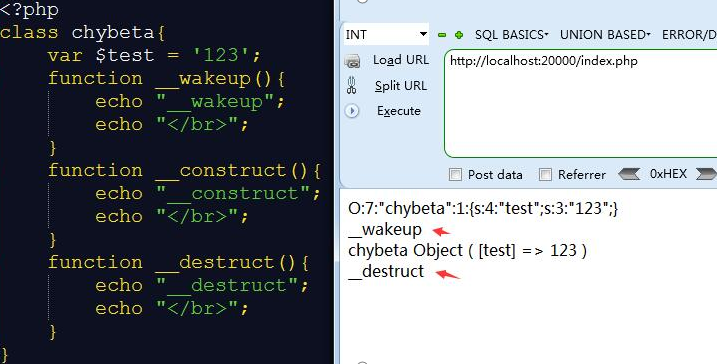 <?php
class chybeta{
    var $test = '123';
    function __wakeup(){
        echo "__wakeup";
        echo "</br>";
    }
    function __construct(){
        echo "__construct";
        echo "</br>";
    }
    function __destruct(){
        echo "__destruct";
        echo "</br>";
    }
}
INT SQL BASICS UNION BASED ERROR/D
Load URL http://localhost:20000/index.php
Split URL
Execute
Post data Referrer 0xHEX
O:7:"chybeta":1:{s:4:"test";s:3:"123";}
__wakeup
chybeta Object ( [test] => 123 )
__destruct